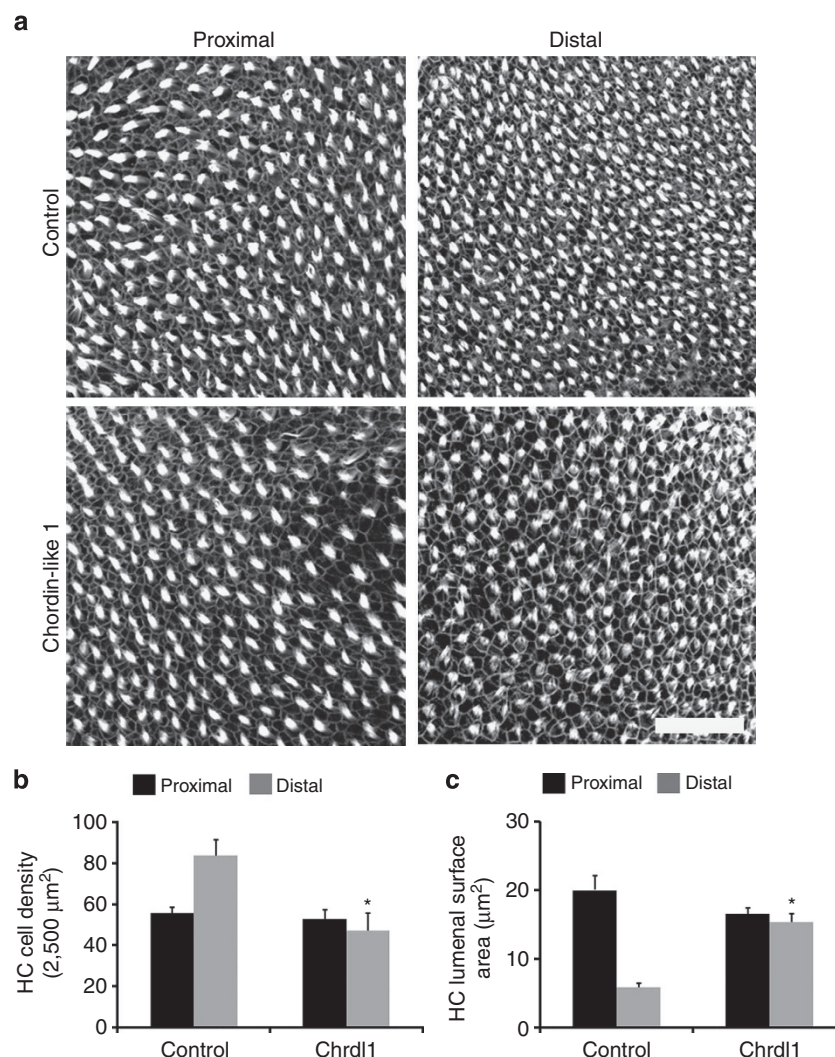 a
Proximal
Distal
Control
Chordin-like 1
b
Proximal
Distal
HC cell density
(2,500 μm²)
100
80
60
40
20
0
*
Control
Chrdl1
c
Proximal
Distal
HC lumenal surface
area (μm²)
30
20
10
0
*
Control
Chrdl1